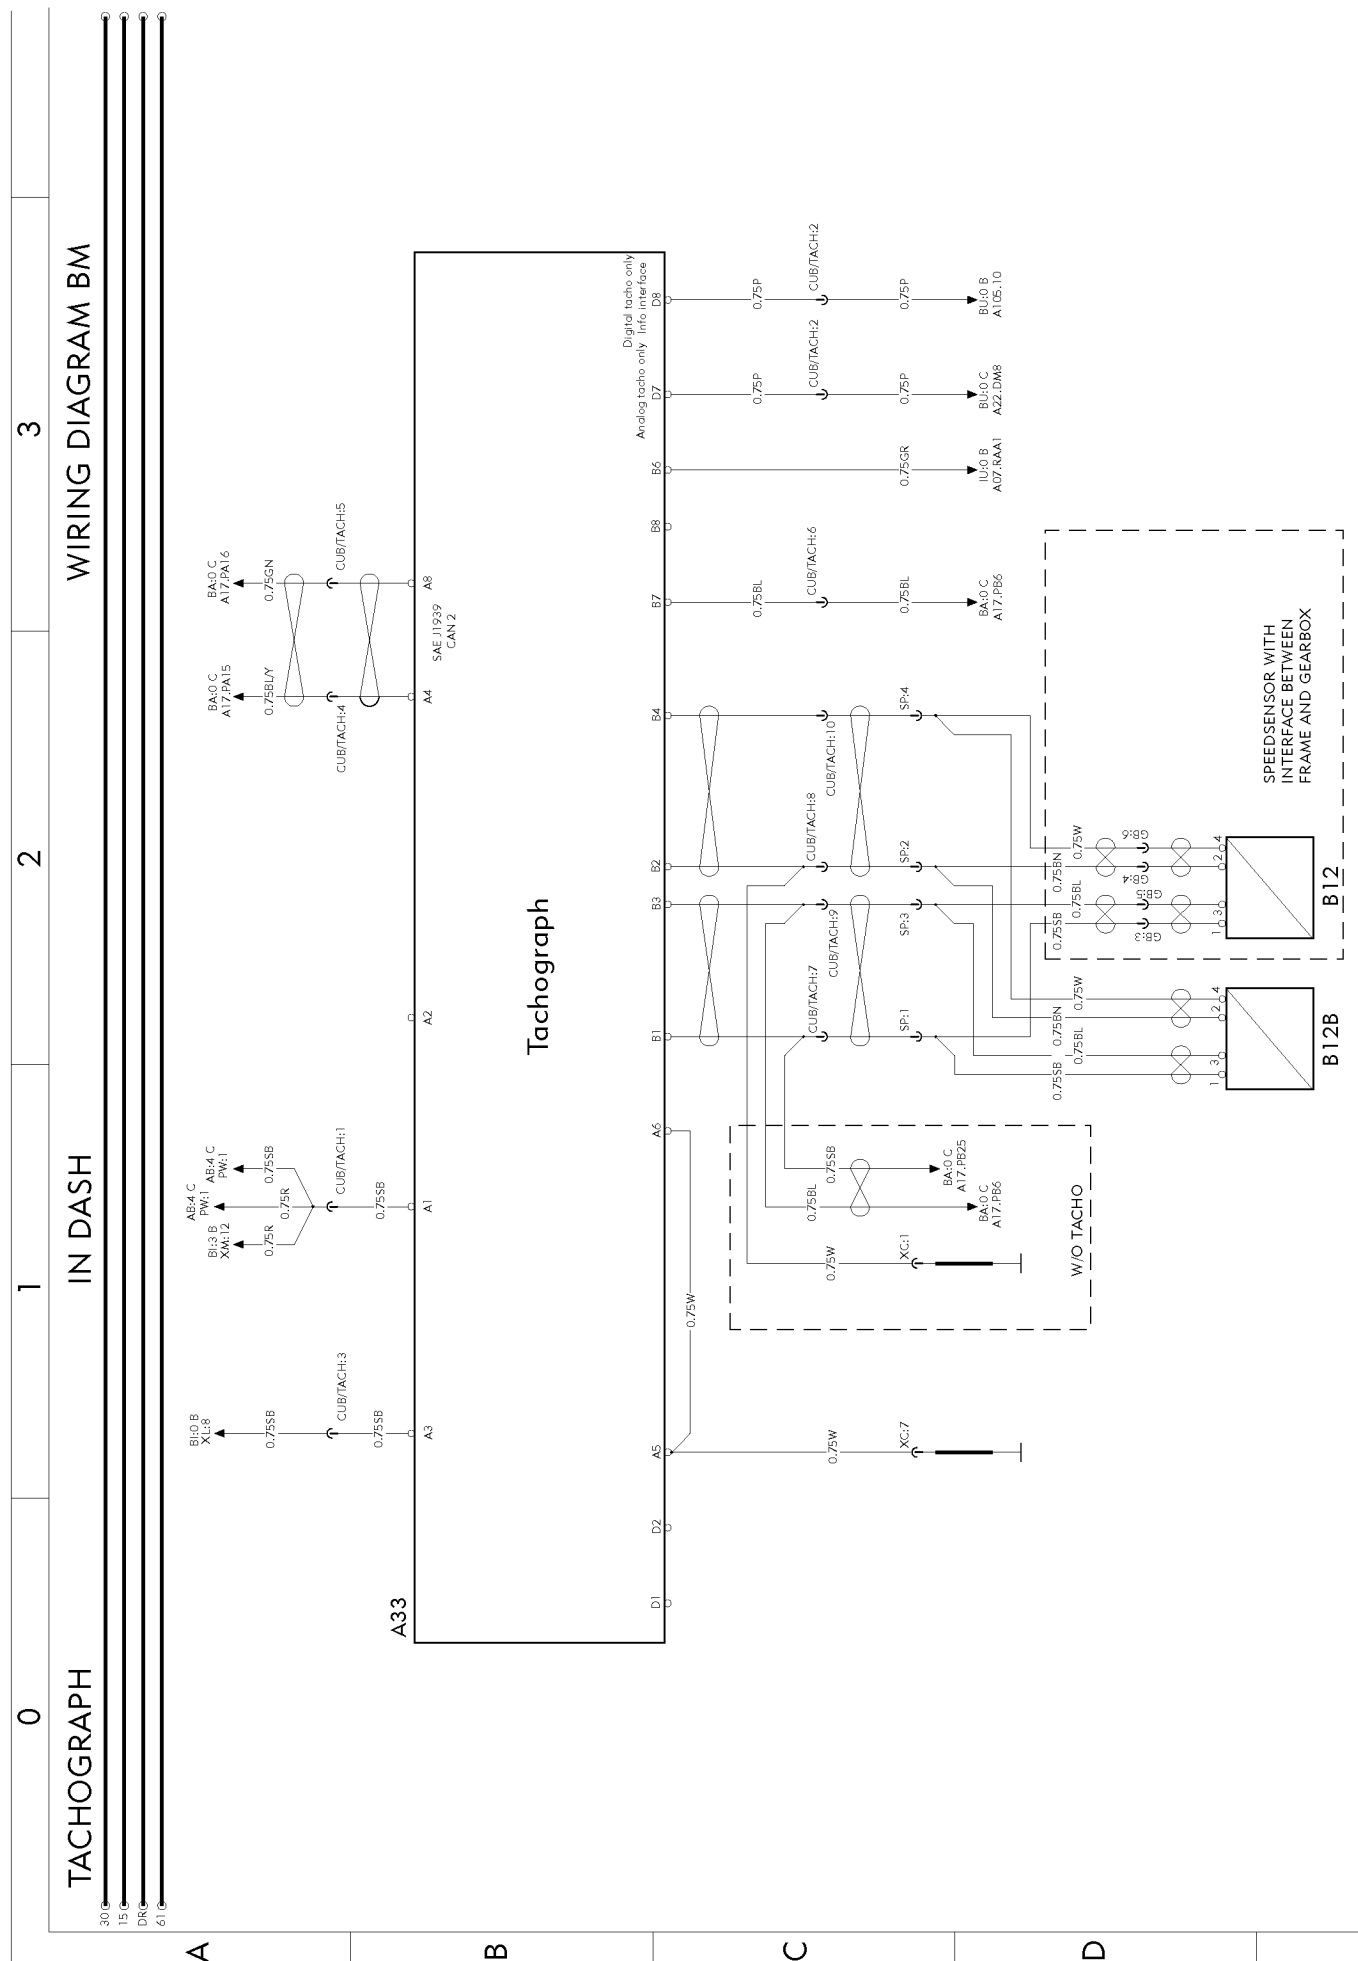 0
1
2
3
TACHOGRAPH
IN DASH
WIRING DIAGRAM BM
30
15
DR
61
A
B
C
D
BI:0 B
XL:8
0.75SB
CUB/TACH:3
0.75SB
A3
BI:3 B
XM:12
AB:4 C
PW:1
AB:4 C
PW:1
0.75R
0.75R
0.75SB
CUB/TACH:1
0.75SB
A1
A2
BA:0 C
A17.PA15
0.75BL/Y
CUB/TACH:4
A4
BA:0 C
A17.PA16
0.75GN
CUB/TACH:5
A8
SAE J1939
CAN 2
A33
Tachograph
Digital tacho only
Analog tacho only
Info interface
D1
D2
A5
A6
B1
B3
B2
B4
B7
B8
B6
D7
D8
0.75W
0.75W
XC:7
0.75W
XC:1
0.75BL
0.75SB
BA:0 C
A17.PB6
BA:0 C
A17.PB25
W/O TACHO
CUB/TACH:7
CUB/TACH:9
CUB/TACH:8
CUB/TACH:10
SP:1
SP:3
SP:2
SP:4
0.75BL
CUB/TACH:6
0.75BL
BA:0 C
A17.PB6
0.75GR
IU:0 B
A07.RAA1
0.75P
CUB/TACH:2
0.75P
BU:0 C
A22.DM8
0.75P
CUB/TACH:2
0.75P
BU:0 B
A105.10
0.75SB
0.75BL
0.75BN
0.75W
1
3
2
4
B12B
0.75SB
0.75BL
0.75BN
0.75W
GB:3
GB:5
GB:4
GB:6
1
3
2
4
B12
SPEEDSENSOR WITH
INTERFACE BETWEEN
FRAME AND GEARBOX